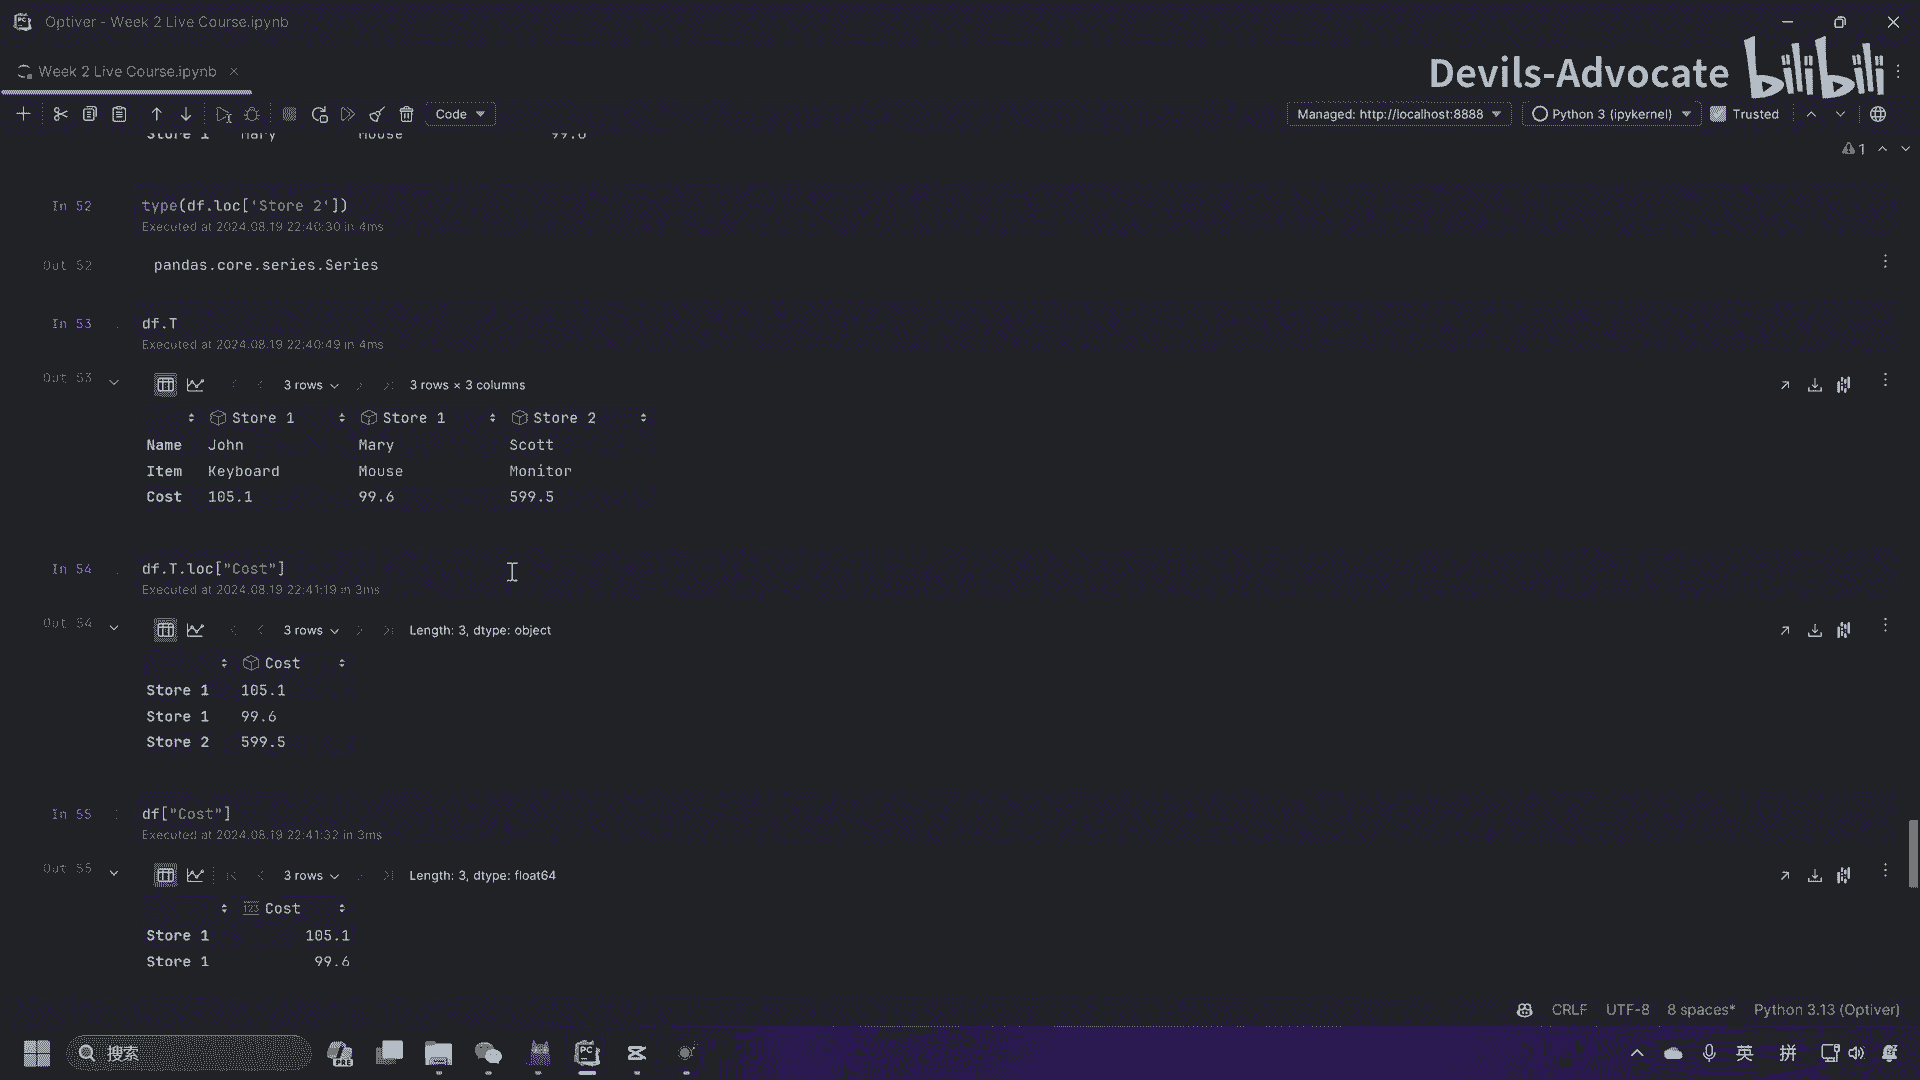 Optiver - Week 2 Live Course.ipynb
Week 2 Live Course.ipynb
Devils-Advocate bilibili
Code
Managed: http://localhost:8888
Python 3 (ipykernel)
Trusted
Store 1 Mary Mouse 99.6
1
In 52 type(df.loc['Store 2'])
Executed at 2024.08.19 22:40:30 in 4ms
Out 52 pandas.core.series.Series
In 53 df.T
Executed at 2024.08.19 22:40:49 in 4ms
Out 53 3 rows 3 rows × 3 columns
Store 1 Store 1 Store 2
Name John Mary Scott
Item Keyboard Mouse Monitor
Cost 105.1 99.6 599.5
In 54 df.T.loc["Cost"]
Executed at 2024.08.19 22:41:19 in 3ms
Out 54 3 rows Length: 3, dtype: object
Cost
Store 1 105.1
Store 1 99.6
Store 2 599.5
In 55 df["Cost"]
Executed at 2024.08.19 22:41:32 in 3ms
Out 55 3 rows Length: 3, dtype: float64
123 Cost
Store 1 105.1
Store 1 99.6
CRLF UTF-8 8 spaces* Python 3.13 (Optiver)
搜索 PRE PC 英 拼